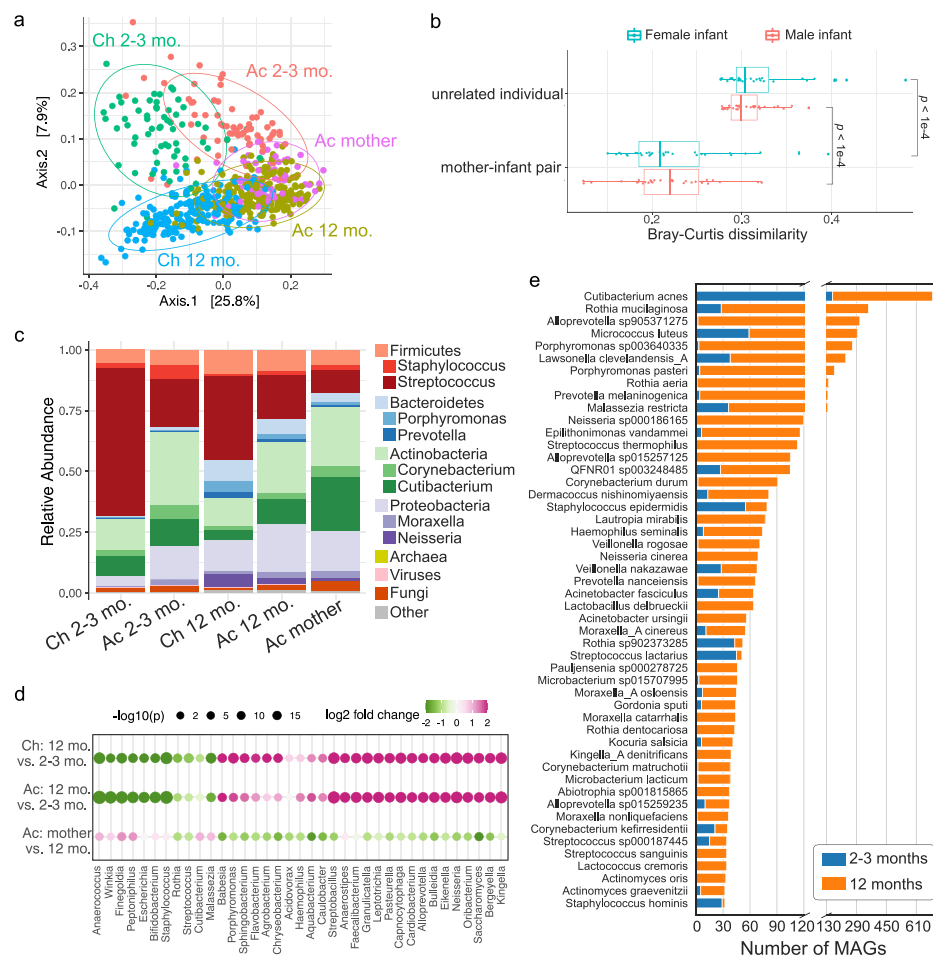 a
Ch 2-3 mo.
Ac 2-3 mo.
Ac mother
Ac 12 mo.
Ch 12 mo.
0.3
0.2
0.1
0.0
-0.1
Axis.2 [7.9%]
-0.4
-0.2
0.0
0.2
Axis.1 [25.8%]
b
Female infant
Male infant
unrelated individual
mother-infant pair
p < 1e-4
p < 1e-4
0.2
0.3
0.4
Bray-Curtis dissimilarity
c
1.00
0.75
0.50
0.25
0.00
Relative Abundance
Ch 2-3 mo.
Ac 2-3 mo.
Ch 12 mo.
Ac 12 mo.
Ac mother
Firmicutes
Staphylococcus
Streptococcus
Bacteroidetes
Porphyromonas
Prevotella
Actinobacteria
Corynebacterium
Cutibacterium
Proteobacteria
Moraxella
Neisseria
Archaea
Viruses
Fungi
Other
d
-log10(p)
2
5
10
15
log2 fold change
-2
-1
0
1
2
Ch: 12 mo.
vs. 2-3 mo.
Ac: 12 mo.
vs. 2-3 mo.
Ac: mother
vs. 12 mo.
Anaerococcus
Winkia
Finegoldia
Peptoniphilus
Escherichia
Bifidobacterium
Staphylococcus
Rothia
Streptococcus
Cutibacterium
Malassezia
Babesia
Porphyromonas
Sphingobacterium
Flavobacterium
Agrobacterium
Chryseobacterium
Acidovorax
Haemophilus
Aquabacterium
Caulobacter
Streptobacillus
Anaerostipes
Faecalibacterium
Granulicatella
Leptotrichia
Pasteurella
Capnocytophaga
Cardiobacterium
Alloprevotella
Bulleidia
Eikenella
Neisseria
Oribacterium
Saccharomyces
Bergeyella
Kingella
e
Cutibacterium acnes
Rothia mucilaginosa
Alloprevotella sp905371275
Micrococcus luteus
Porphyromonas sp003640335
Lawsonella clevelandensis_A
Porphyromonas pasteri
Rothia aeria
Prevotella melaninogenica
Malassezia restricta
Neisseria sp000186165
Epilithonimonas vandammei
Streptococcus thermophilus
Alloprevotella sp015257125
QFNR01 sp003248485
Corynebacterium durum
Dermacoccus nishinomiyaensis
Staphylococcus epidermidis
Lautropia mirabilis
Haemophilus seminalis
Veillonella rogosae
Neisseria cinerea
Veillonella nakazawae
Prevotella nanceiensis
Acinetobacter fasciculus
Lactobacillus delbrueckii
Acinetobacter ursingii
Moraxella_A cinereus
Rothia sp902373285
Streptococcus lactarius
Pauljensenia sp000278725
Microbacterium sp015707995
Moraxella_A osloensis
Gordonia sputi
Moraxella catarrhalis
Rothia dentocariosa
Kocuria salsicia
Kingella_A denitrificans
Corynebacterium matruchotii
Microbacterium lacticum
Abiotrophia sp001815865
Alloprevotella sp015259235
Moraxella nonliquefaciens
Corynebacterium kefirresidentii
Streptococcus sp000187445
Streptococcus sanguinis
Lactococcus cremoris
Actinomyces oris
Actinomyces graevenitzii
Staphylococcus hominis
2-3 months
12 months
0
30
60
90
120
130
290
450
610
Number of MAGs